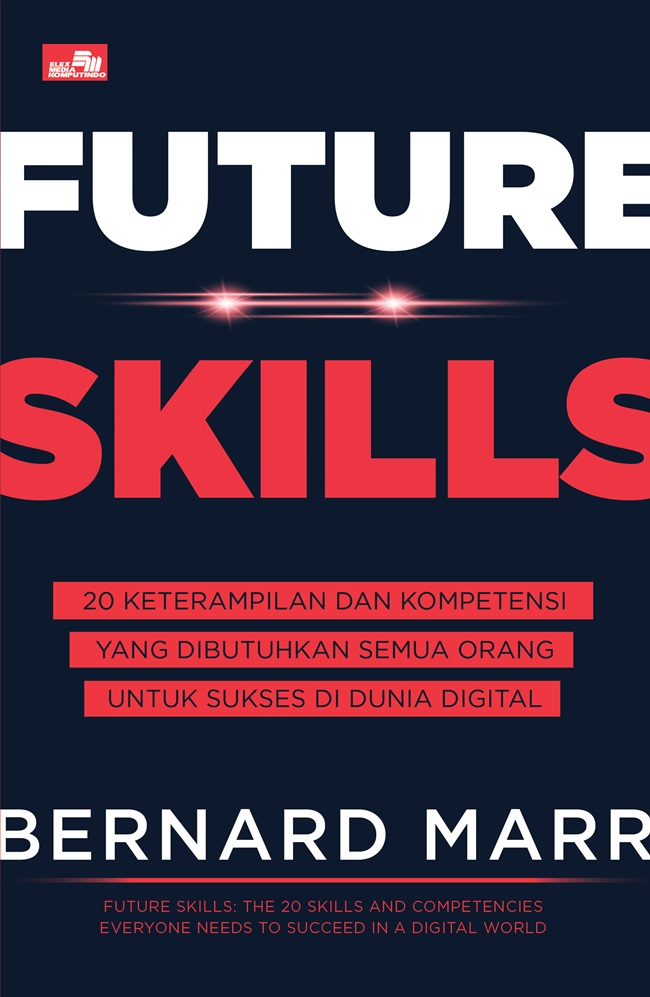 ELEX
MEDIA
KOMPUTINDO
FUTURE
SKILLS
20 KETERAMPILAN DAN KOMPETENSI
YANG DIBUTUHKAN SEMUA ORANG
UNTUK SUKSES DI DUNIA DIGITAL
BERNARD MARR
FUTURE SKILLS: THE 20 SKILLS AND COMPETENCIES
EVERYONE NEEDS TO SUCCEED IN A DIGITAL WORLD